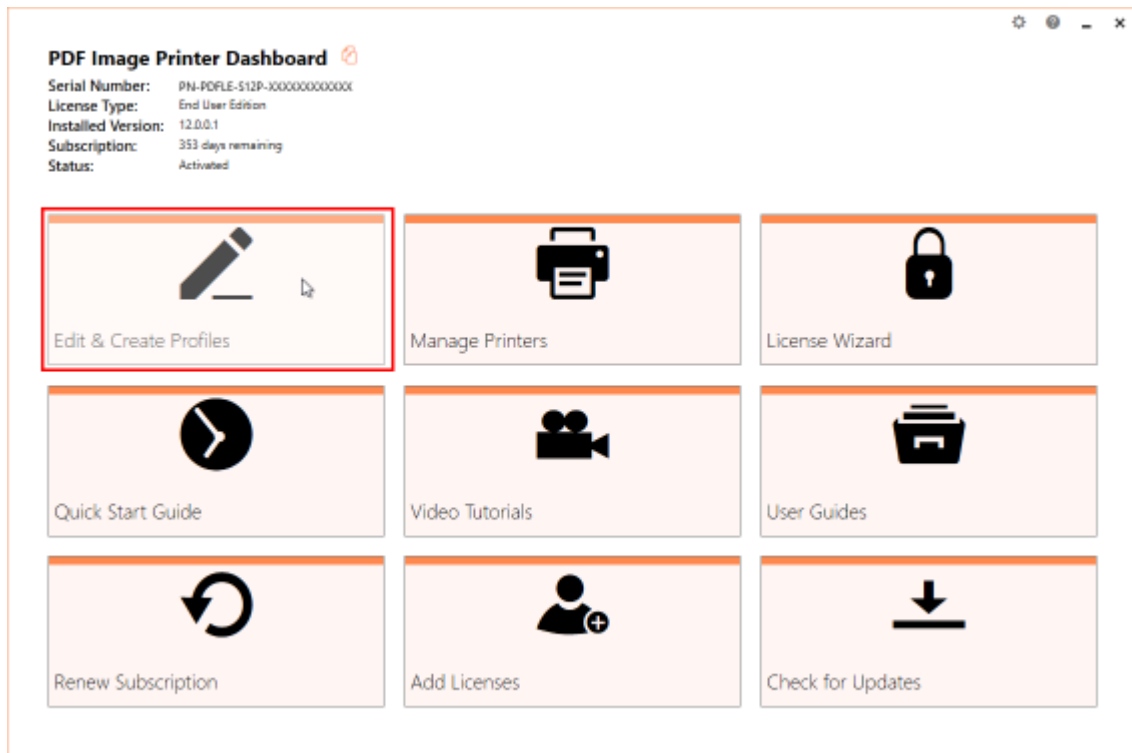 PDF Image Printer Dashboard
Serial Number: PN-PDFLE-S12P-XXXXXXXXXXXX
License Type: End User Edition
Installed Version: 12.0.0.1
Subscription: 353 days remaining
Status: Activated
Edit & Create Profiles
Manage Printers
License Wizard
Quick Start Guide
Video Tutorials
User Guides
Renew Subscription
Add Licenses
Check for Updates